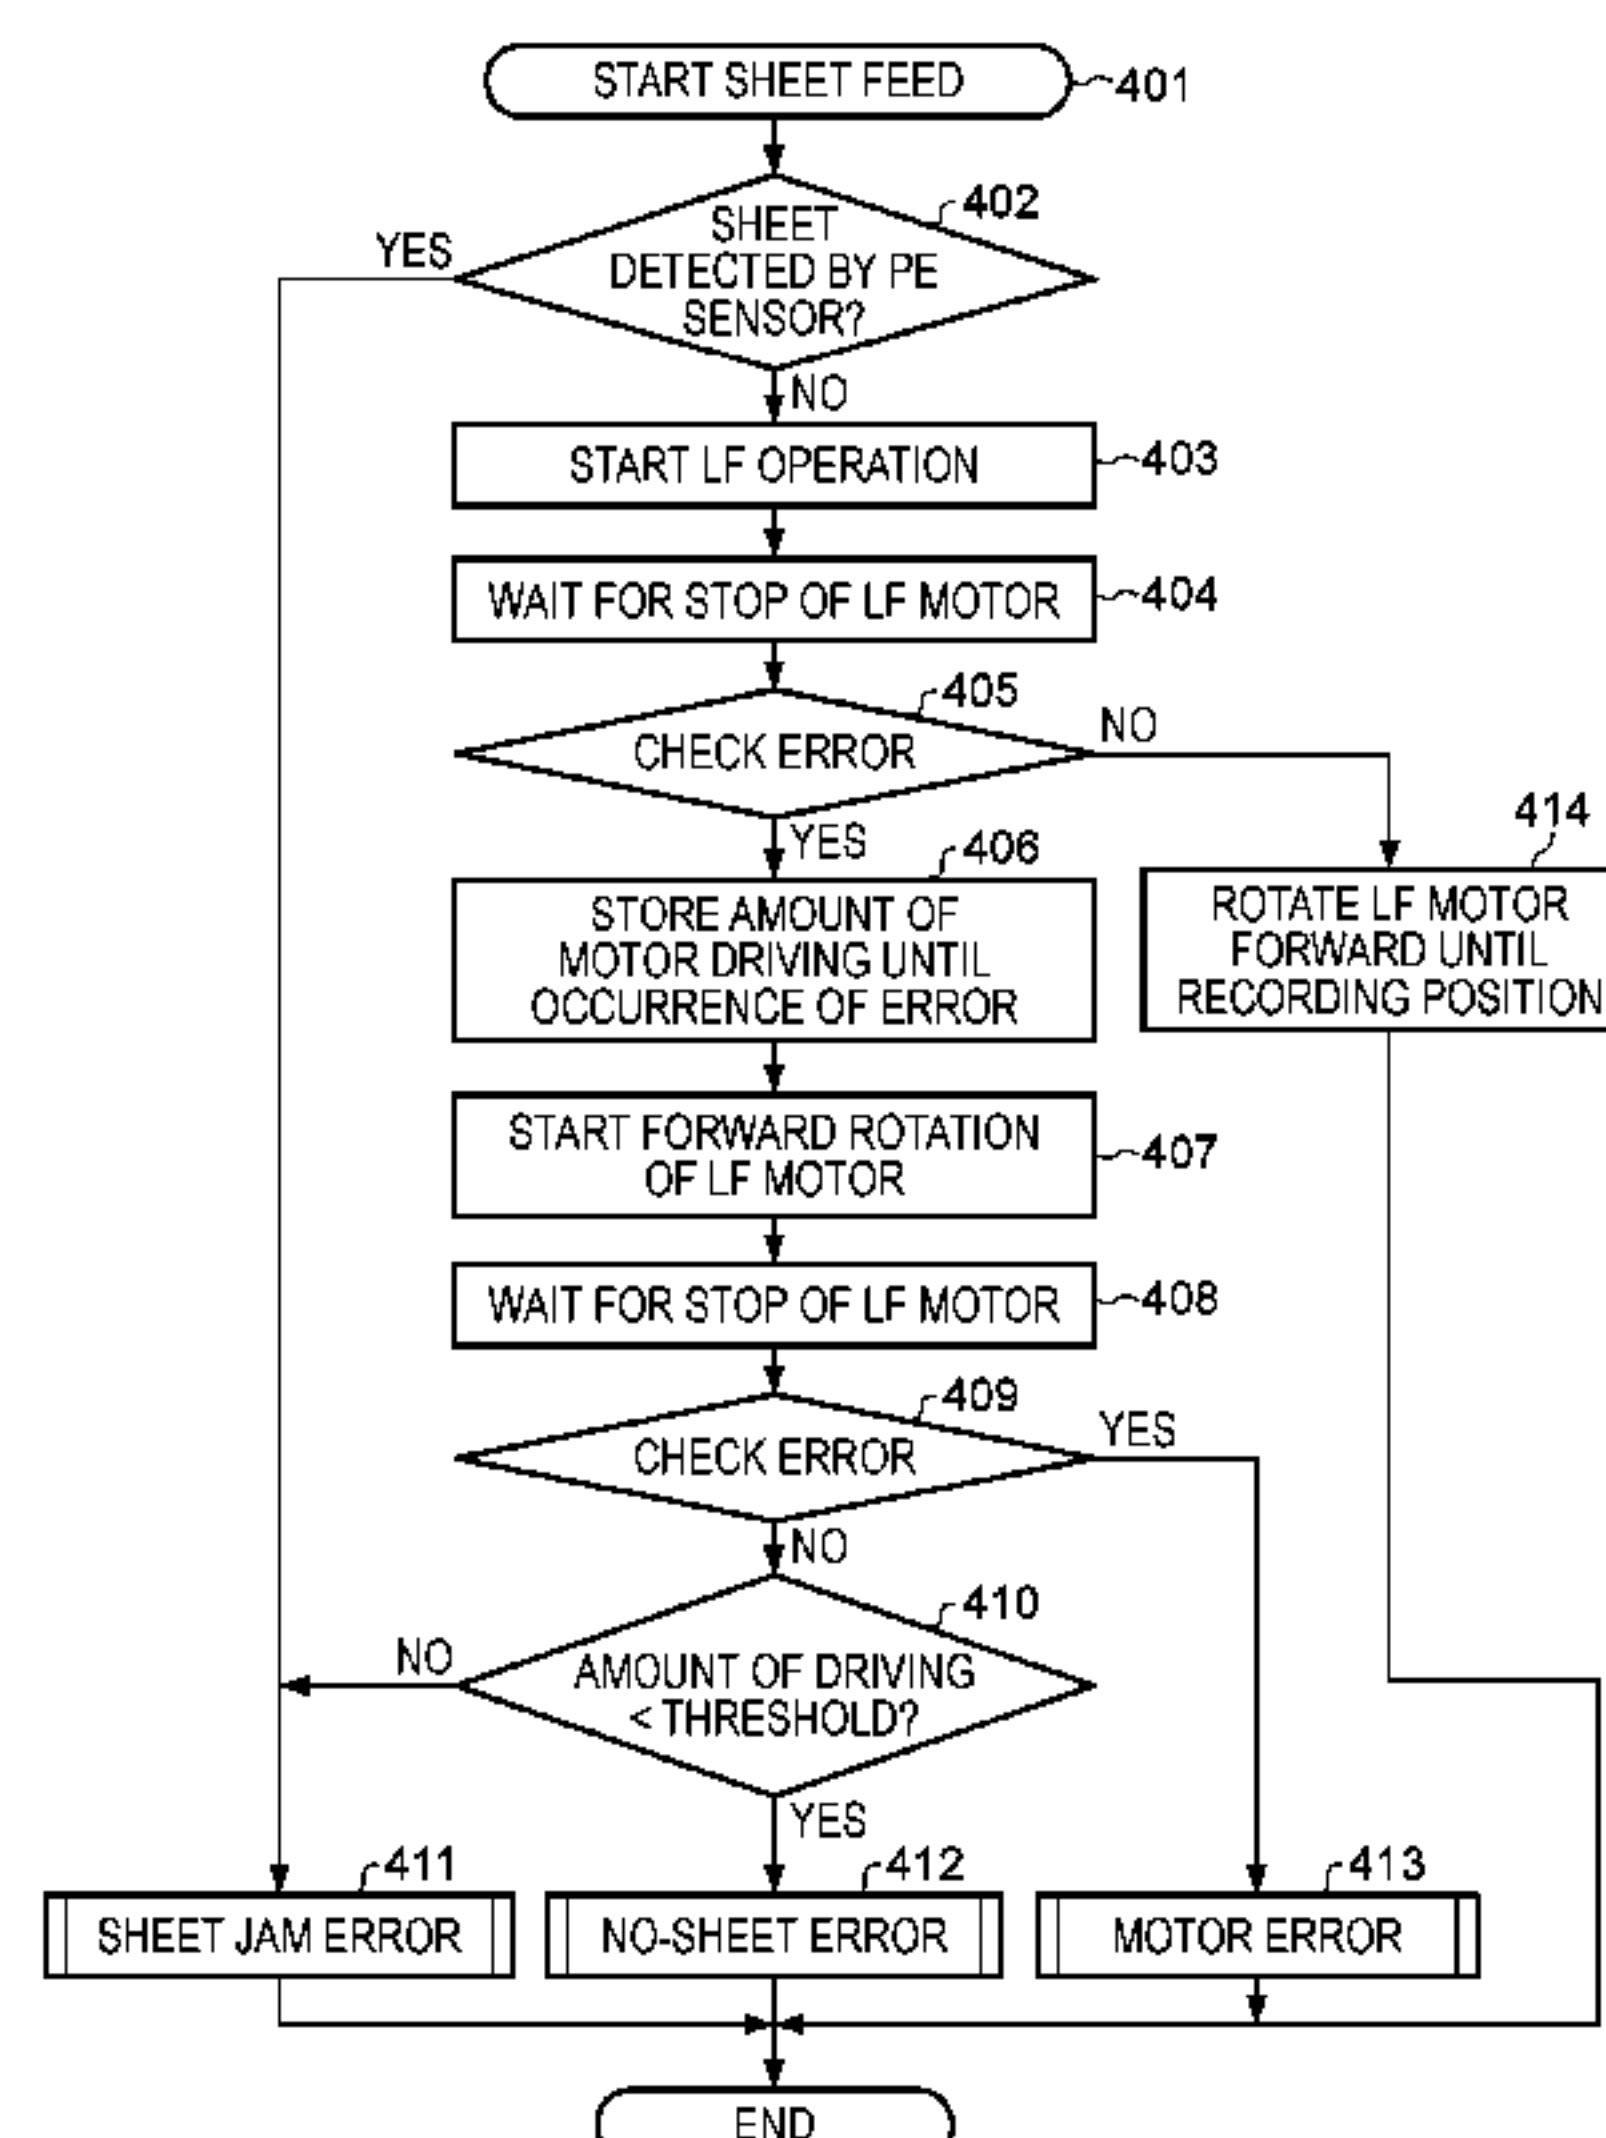 START SHEET FEED
401
402
SHEET
DETECTED BY PE
SENSOR?
YES
NO
START LF OPERATION
403
WAIT FOR STOP OF LF MOTOR
404
405
CHECK ERROR
NO
YES
406
STORE AMOUNT OF
MOTOR DRIVING UNTIL
OCCURRENCE OF ERROR
414
ROTATE LF MOTOR
FORWARD UNTIL
RECORDING POSITION
START FORWARD ROTATION
OF LF MOTOR
407
WAIT FOR STOP OF LF MOTOR
408
409
CHECK ERROR
YES
NO
410
AMOUNT OF DRIVING
< THRESHOLD?
NO
YES
411
SHEET JAM ERROR
412
NO-SHEET ERROR
413
MOTOR ERROR
END